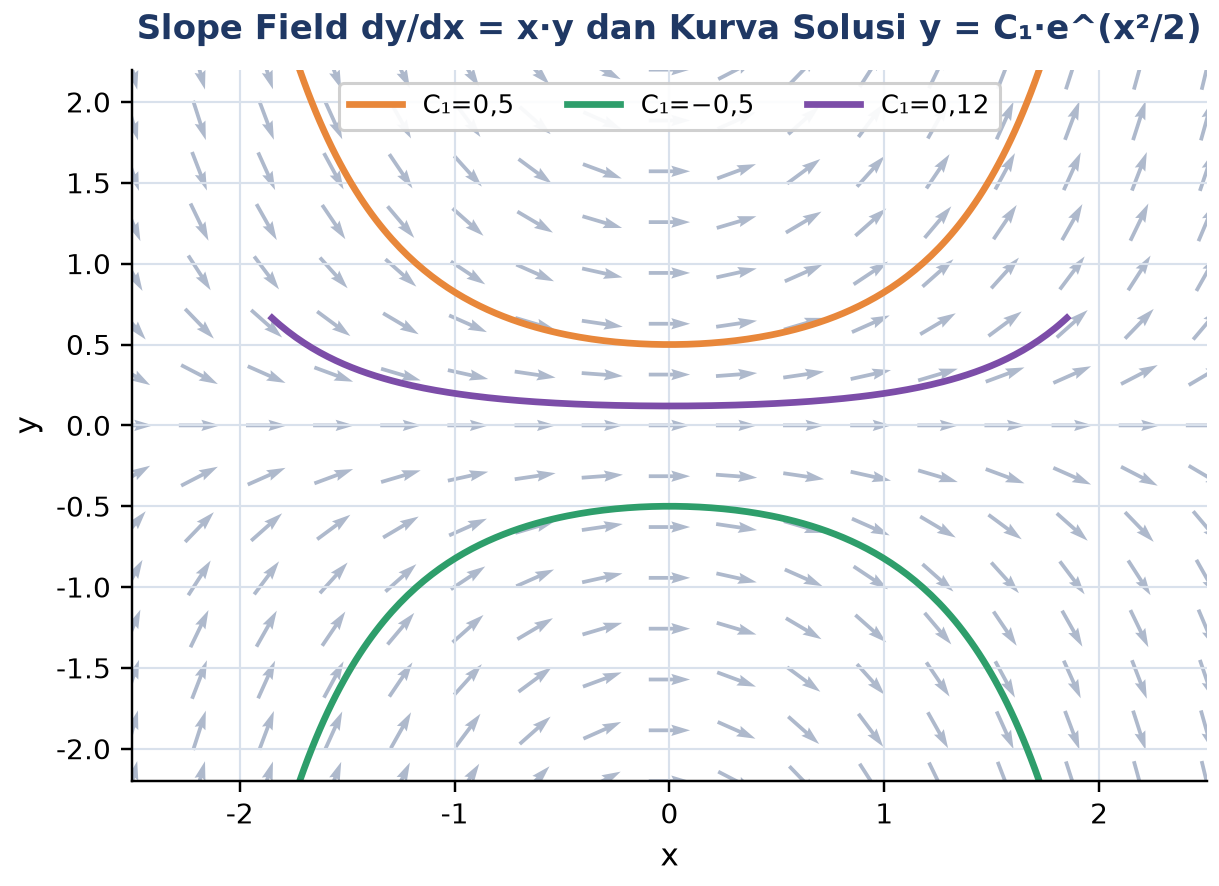 Slope Field dy/dx = x·y dan Kurva Solusi y = C₁·e^(x²/2)
C₁=0,5 C₁=−0,5 C₁=0,12
2.0
1.5
1.0
0.5
0.0
-0.5
-1.0
-1.5
-2.0
y
-2 -1 0 1 2
x